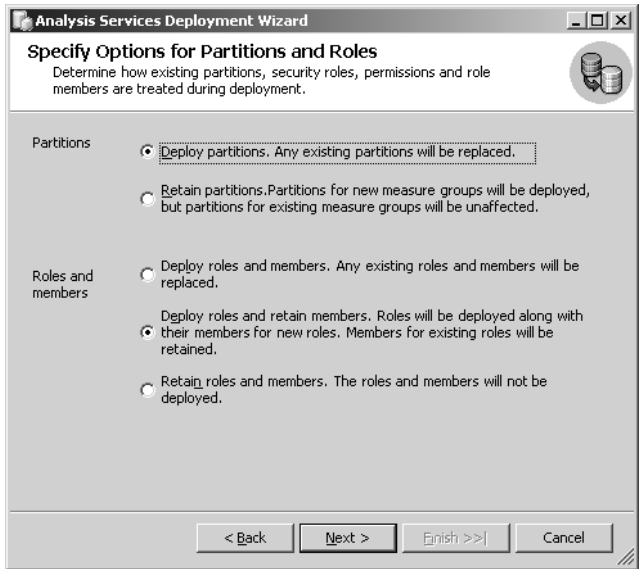 Analysis Services Deployment Wizard
Specify Options for Partitions and Roles
Determine how existing partitions, security roles, permissions and role
members are treated during deployment.
Partitions
Deploy partitions. Any existing partitions will be replaced.
Retain partitions.Partitions for new measure groups will be deployed,
but partitions for existing measure groups will be unaffected.
Roles and
members
Deploy roles and members. Any existing roles and members will be
replaced.
Deploy roles and retain members. Roles will be deployed along with
their members for new roles. Members for existing roles will be
retained.
Retain roles and members. The roles and members will not be
deployed.
< Back
Next >
Finish >>|
Cancel